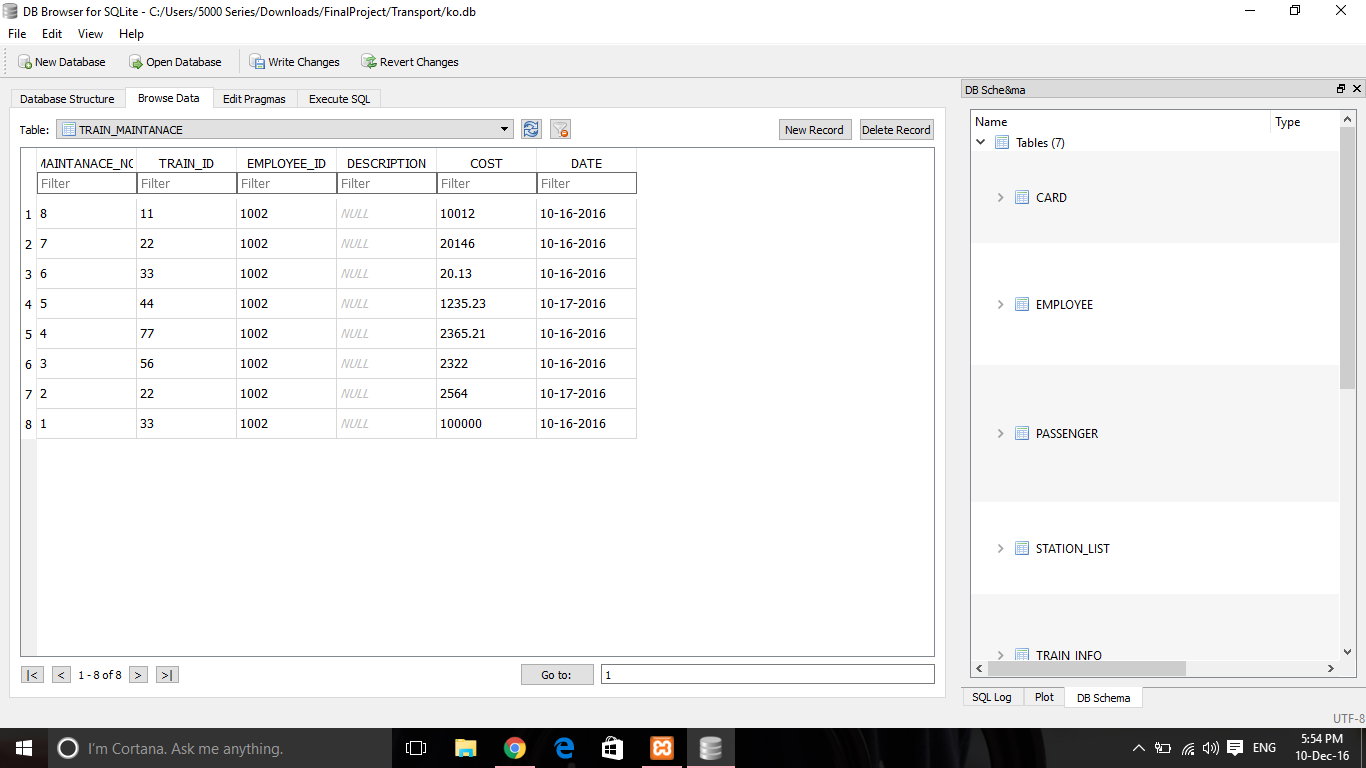 DB Browser for SQLite - C:/Users/5000 Series/Downloads/FinalProject/Transport/ko.db
File Edit View Help
New Database Open Database Write Changes Revert Changes
Database Structure Browse Data Edit Pragmas Execute SQL
Table: TRAIN_MAINTANACE New Record Delete Record
MAINTANACE_NO TRAIN_ID EMPLOYEE_ID DESCRIPTION COST DATE
Filter Filter Filter Filter Filter Filter
1 8 11 1002 NULL 10012 10-16-2016
2 7 22 1002 NULL 20146 10-16-2016
3 6 33 1002 NULL 20.13 10-16-2016
4 5 44 1002 NULL 1235.23 10-17-2016
5 4 77 1002 NULL 2365.21 10-16-2016
6 3 56 1002 NULL 2322 10-16-2016
7 2 22 1002 NULL 2564 10-17-2016
8 1 33 1002 NULL 100000 10-16-2016
|< < 1 - 8 of 8 > >| Go to: 1
DB Sche&ma
Name Type
Tables (7)
CARD
EMPLOYEE
PASSENGER
STATION_LIST
TRAIN_INFO
SQL Log Plot DB Schema
UTF-8
I'm Cortana. Ask me anything.
ENG
5:54 PM
10-Dec-16